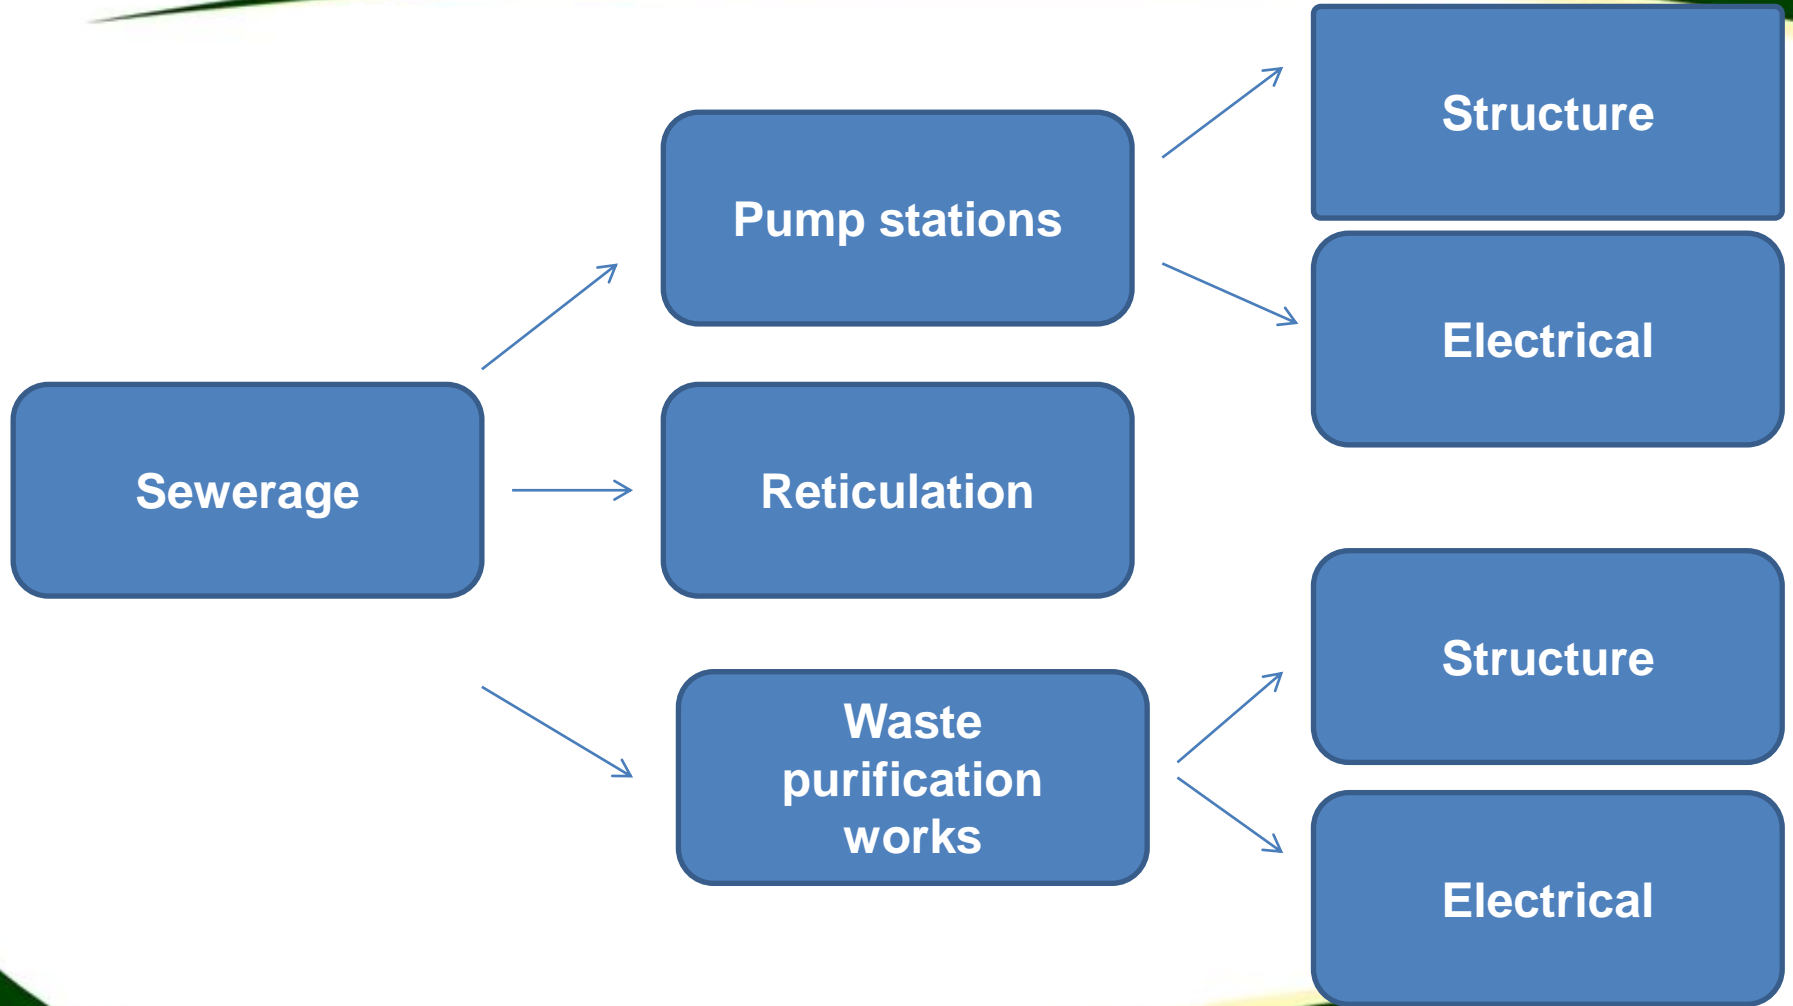 Structure
Pump stations
Electrical
Sewerage
Reticulation
Structure
Waste
purification
works
Electrical